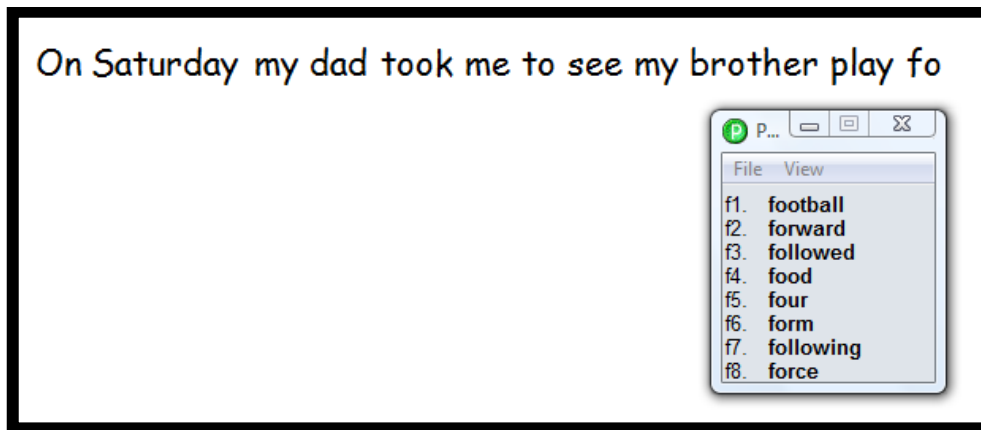 On Saturday my dad took me to see my brother play fo
P...
File View
f1. football
f2. forward
f3. followed
f4. food
f5. four
f6. form
f7. following
f8. force